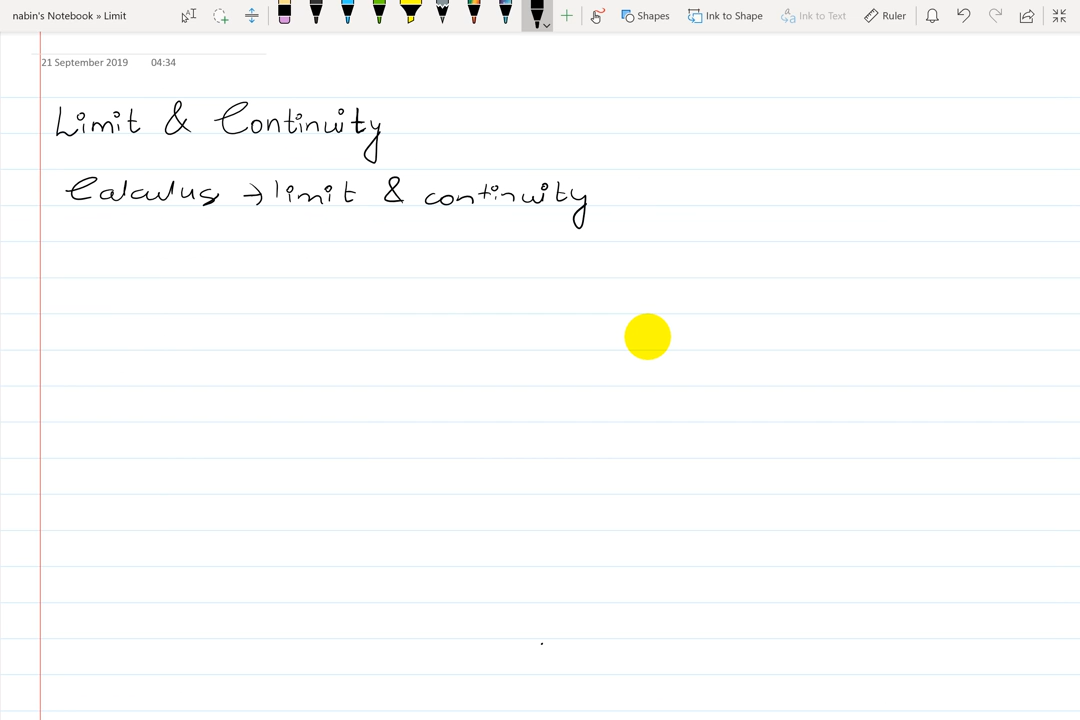 nabin's Notebook » Limit Shapes Ink to Shape Ink to Text Ruler
21 September 2019 04:34
Limit & Continuity
Calculus → limit & continuity